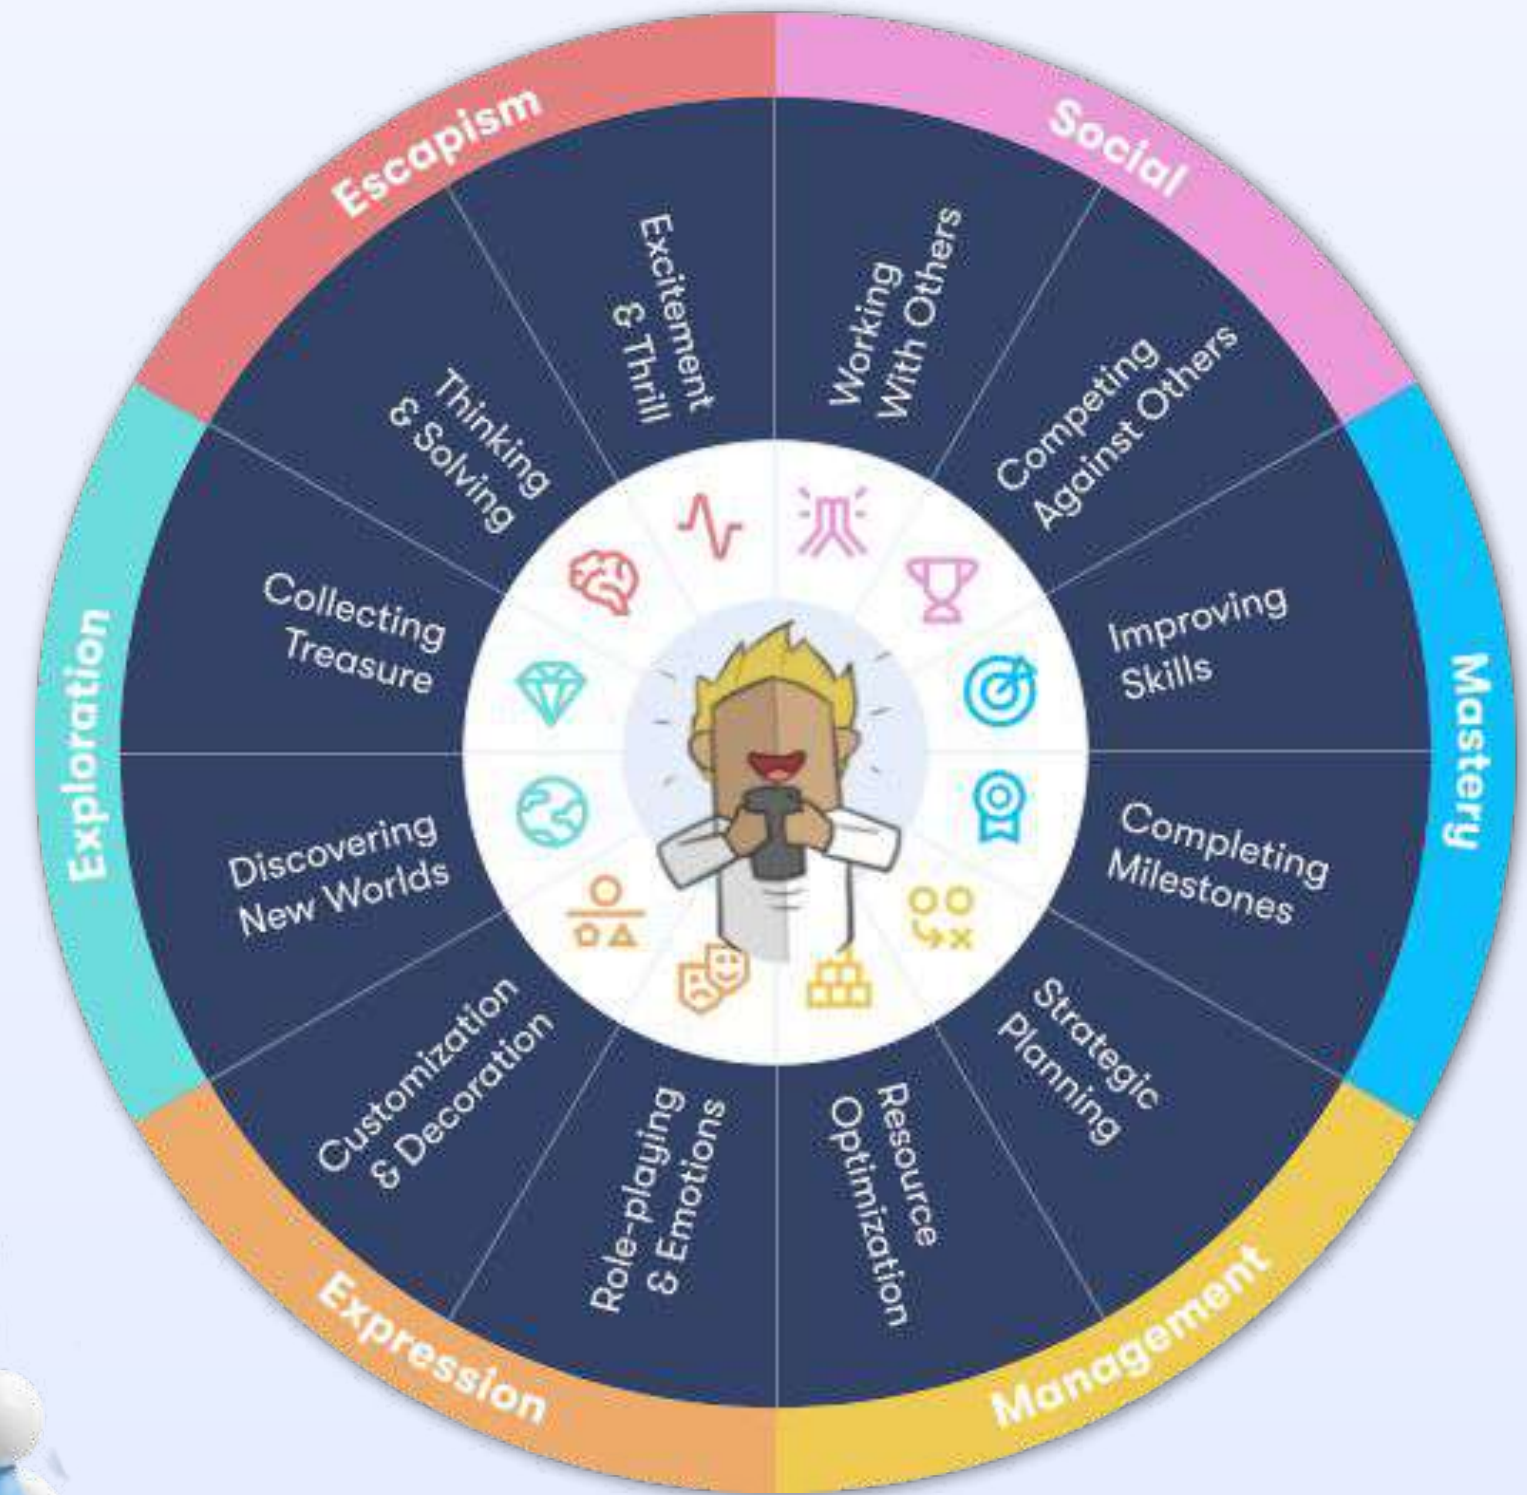 Social
Working
With Others
Competing
Against Others
Mastery
Improving
Skills
Completing
Milestones
Management
Strategic
Planning
Resource
Optimization
Expression
Role-playing
& Emotions
Customization
& Decoration
Exploration
Discovering
New Worlds
Collecting
Treasure
Escapism
Thinking
& Solving
Excitement
& Thrill